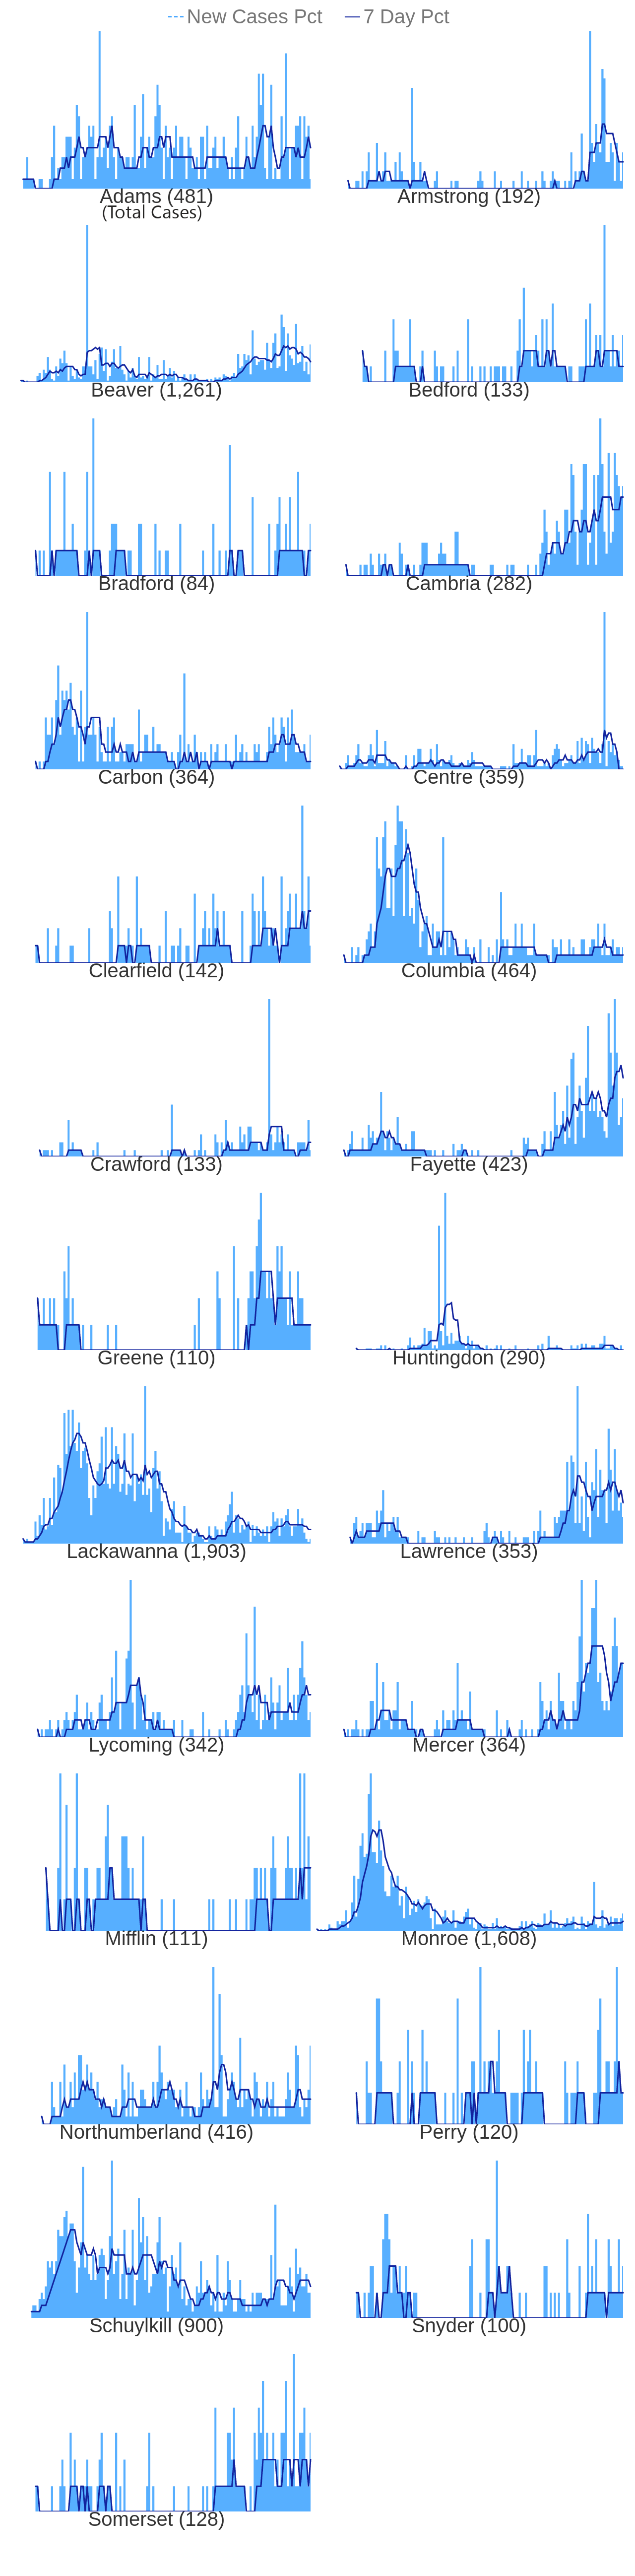 New Cases Pct 7 Day Pct
Adams (481) Armstrong (192)
(Total Cases)
Beaver (1,261) Bedford (133)
Bradford (84) Cambria (282)
Carbon (364) Centre (359)
Clearfield (142) Columbia (464)
Crawford (133) Fayette (423)
Greene (110) Huntingdon (290)
Lackawanna (1,903) Lawrence (353)
Lycoming (342) Mercer (364)
Mifflin (111) Monroe (1,608)
Northumberland (416) Perry (120)
Schuylkill (900) Snyder (100)
Somerset (128)